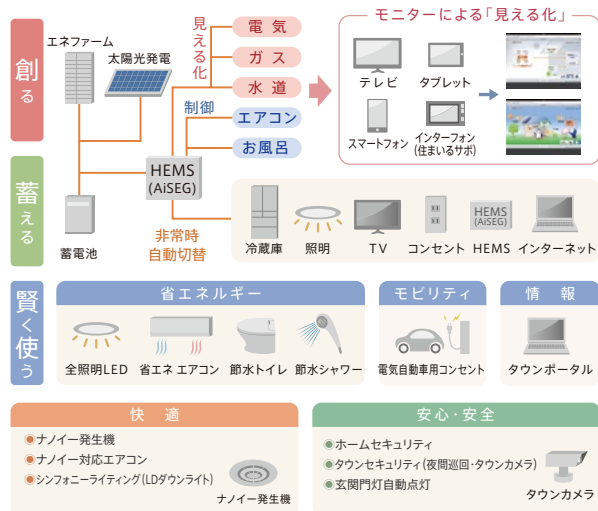 創る
エネファーム
太陽光発電
見える化
電気
ガス
水道
制御
エアコン
お風呂
モニターによる「見える化」
テレビ
タブレット
スマートフォン
インターフォン
(住まいるサポ)
蓄える
蓄電池
HEMS
(AiSEG)
非常時
自動切替
冷蔵庫
照明
TV
コンセント
HEMS
(AiSEG)
HEMS
インターネット
賢く使う
省エネルギー
全照明LED
省エネ エアコン
節水トイレ
節水シャワー
モビリティ
電気自動車用コンセント
情報
タウンポータル
快適
●ナノイー発生機
●ナノイー対応エアコン
●シンフォニーライティング(LDダウンライト)
ナノイー発生機
安心・安全
●ホームセキュリティ
●タウンセキュリティ(夜間巡回・タウンカメラ)
●玄関門灯自動点灯
タウンカメラ